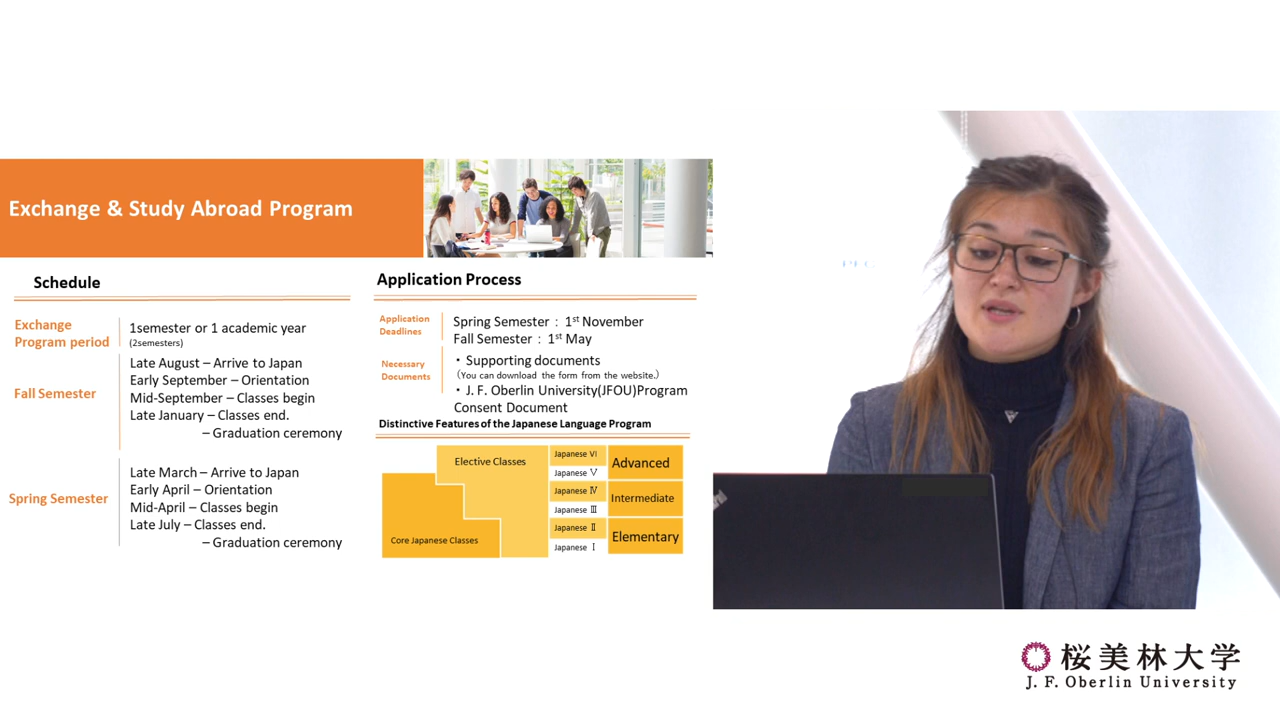 Exchange & Study Abroad Program
Schedule
Exchange
Program period
1semester or 1 academic year
(2semesters)
Fall Semester
Late August – Arrive to Japan
Early September – Orientation
Mid-September – Classes begin
Late January – Classes end.
– Graduation ceremony
Spring Semester
Late March – Arrive to Japan
Early April – Orientation
Mid-April – Classes begin
Late July – Classes end.
– Graduation ceremony
Application Process
Application
Deadlines
Spring Semester : 1st November
Fall Semester : 1st May
Necessary
Documents
・Supporting documents
(You can download the form from the website.)
・J. F. Oberlin University(JFOU)Program
Consent Document
Distinctive Features of the Japanese Language Program
Elective Classes
Core Japanese Classes
Japanese Ⅵ
Japanese Ⅴ
Japanese Ⅳ
Japanese Ⅲ
Japanese Ⅱ
Japanese Ⅰ
Advanced
Intermediate
Elementary
桜美林大学
J. F. Oberlin University